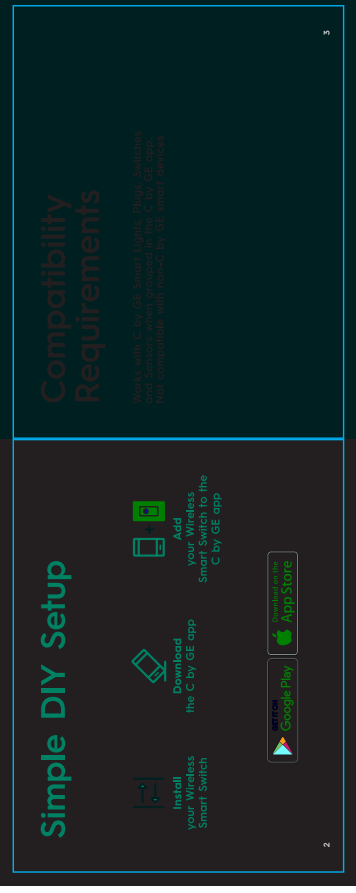 Simple DIY Setup
Install
your Wireless
Smart Switch
Download
the C by GE app
Add
your Wireless
Smart Switch to the
C by GE app
GET IT ON
Google Play
Download on the
App Store
2
Compatibility
Requirements
Works with C by GE Smart Lights, Plugs, Switches
and Sensors when grouped in the C by GE app.
Not compatible with non-C by GE smart devices
3